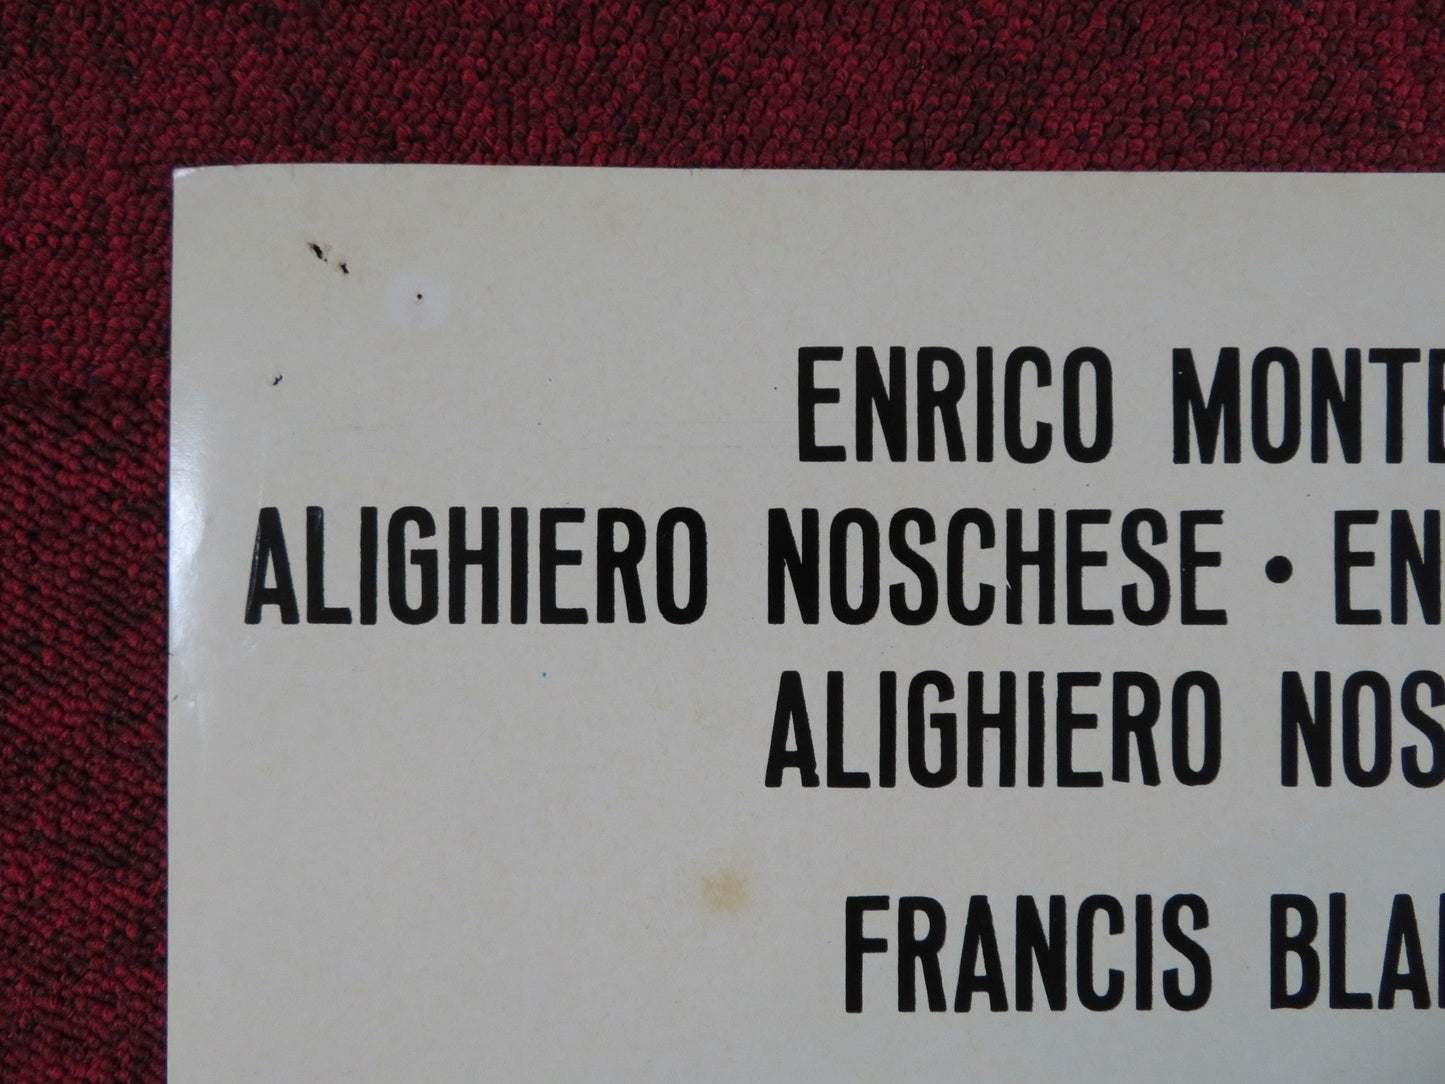 ENRICO MONTE
ALIGHIERO NOSCHESE · EN
ALIGHIERO NOS
FRANCIS BLA